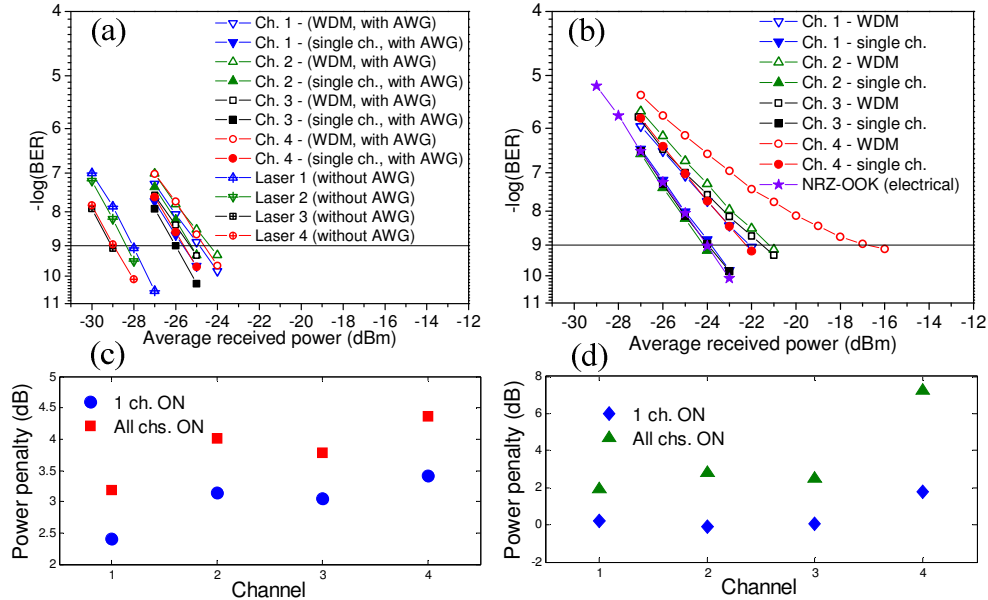 (a)
-log(BER)
4
5
6
7
8
9
10
11
-30 -28 -26 -24 -22 -20 -18 -16 -14 -12
Average received power (dBm)
Ch. 1 - (WDM, with AWG)
Ch. 1 - (single ch., with AWG)
Ch. 2 - (WDM, with AWG)
Ch. 2 - (single ch., with AWG)
Ch. 3 - (WDM, with AWG)
Ch. 3 - (single ch., with AWG)
Ch. 4 - (WDM, with AWG)
Ch. 4 - (single ch., with AWG)
Laser 1 (without AWG)
Laser 2 (without AWG)
Laser 3 (without AWG)
Laser 4 (without AWG)
(b)
-log(BER)
4
5
6
7
8
9
10
11
-30 -28 -26 -24 -22 -20 -18 -16 -14 -12
Average received power (dBm)
Ch. 1 - WDM
Ch. 1 - single ch.
Ch. 2 - WDM
Ch. 2 - single ch.
Ch. 3 - WDM
Ch. 3 - single ch.
Ch. 4 - WDM
Ch. 4 - single ch.
NRZ-OOK (electrical)
(c)
Power penalty (dB)
5
4.5
4
3.5
3
2.5
2
1 2 3 4
Channel
1 ch. ON
All chs. ON
(d)
Power penalty (dB)
8
6
4
2
0
-2
1 2 3 4
Channel
1 ch. ON
All chs. ON